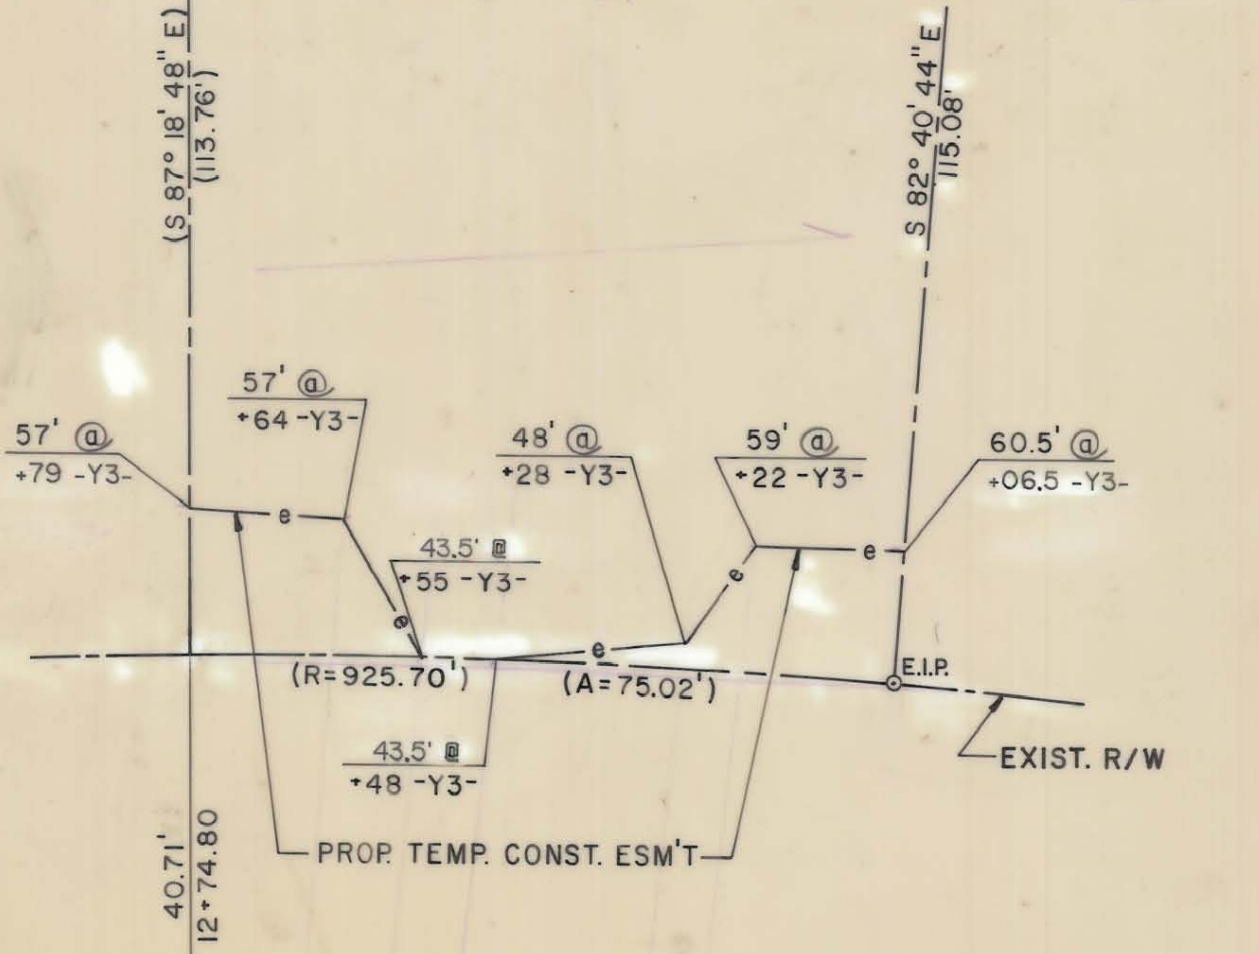 (S 87° 18' 48" E)
(113.76')
S 82° 40' 44" E
115.08'
57' @
+64 -Y3-
57' @
+79 -Y3-
48' @
+28 -Y3-
59' @
+22 -Y3-
60.5' @
+06.5 -Y3-
e
e
e
e
e
43.5' @
+55 -Y3-
(R=925.70')
(A=75.02')
E.I.P.
43.5' @
+48 -Y3-
EXIST. R/W
PROP. TEMP. CONST. ESM'T
40.71'
12+74.80